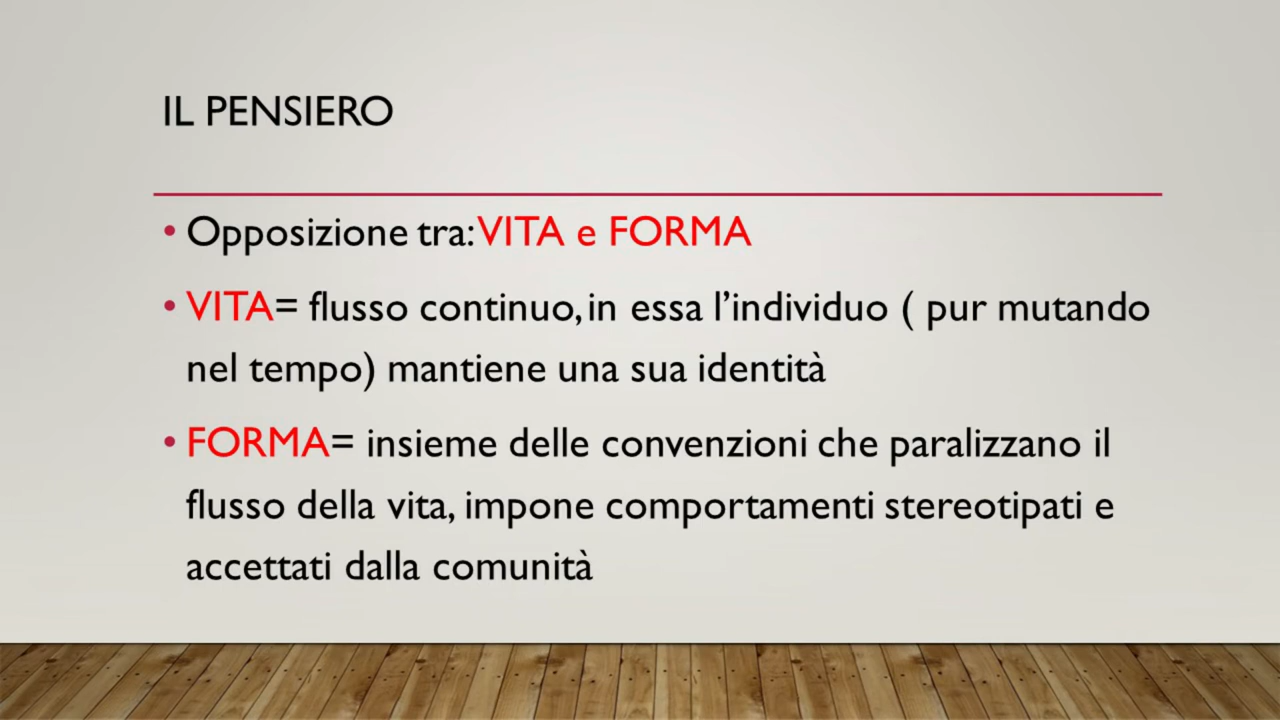 IL PENSIERO
• Opposizione tra: VITA e FORMA
• VITA= flusso continuo, in essa l’individuo ( pur mutando
nel tempo) mantiene una sua identità
• FORMA= insieme delle convenzioni che paralizzano il
flusso della vita, impone comportamenti stereotipati e
accettati dalla comunità